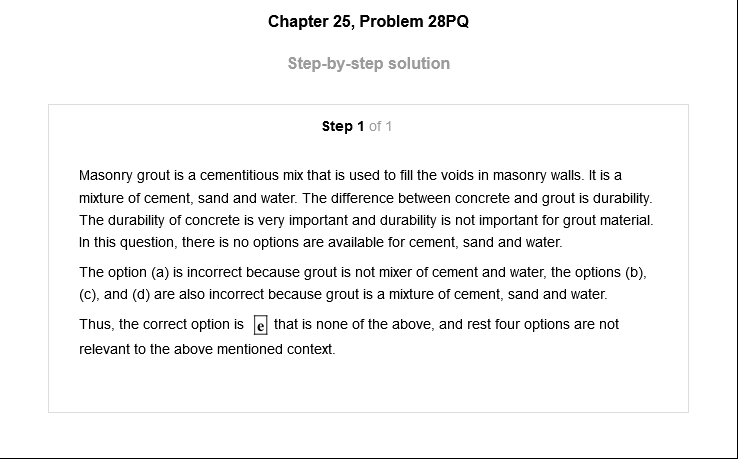 Chapter 25, Problem 28PQ
Step-by-step solution
Step 1 of 1
Masonry grout is a cementitious mix that is used to fill the voids in masonry walls. It is a
mixture of cement, sand and water. The difference between concrete and grout is durability.
The durability of concrete is very important and durability is not important for grout material.
In this question, there is no options are available for cement, sand and water.
The option (a) is incorrect because grout is not mixer of cement and water, the options (b),
(c), and (d) are also incorrect because grout is a mixture of cement, sand and water.
Thus, the correct option is e that is none of the above, and rest four options are not
relevant to the above mentioned context.